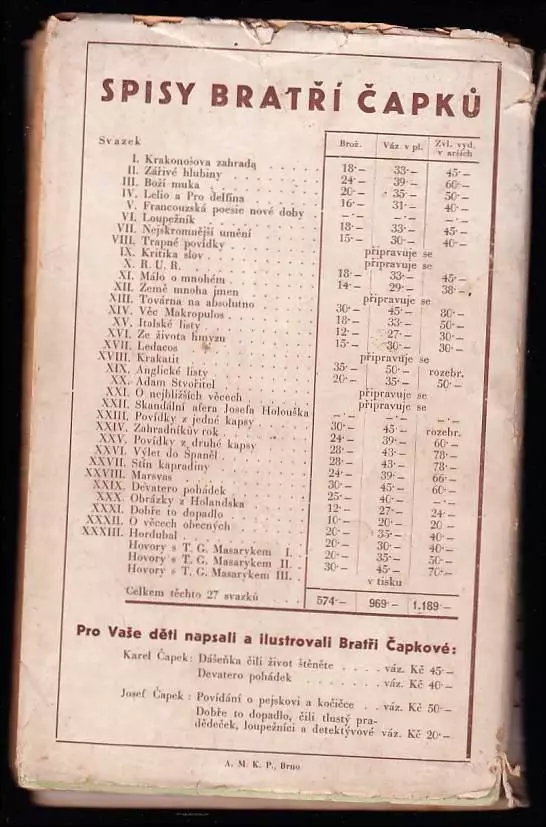 SPISY BRATŘÍ ČAPKŮ
Svazek Brož. Váz. v pl. Zvl. vyd. v arších
I. Krakonošova zahrada 18·— 33·— 45·—
II. Zářivé hlubiny 24·— 39·— 60·—
III. Boží muka 20·— 35·— 50·—
IV. Lelio a Pro delfina 16·— 31·— 40·—
V. Francouzská poesie nové doby —·— —·— —·—
VI. Loupežník 18·— 33·— 45·—
VII. Nejskromnější umění 15·— 30·— 40·—
VIII. Trapné povídky připravuje se
IX. Kritika slov připravuje se
X. R. U. R. 18·— 33·— 45·—
XI. Málo o mnohém 14·— 29·— 38·—
XII. Země mnoha jmen připravuje se
XIII. Továrna na absolutno 30·— 45·— 80·—
XIV. Věc Makropulos 18·— 33·— 50·—
XV. Italské listy 12·— 27·— 30·—
XVI. Ze života hmyzu 15·— 30·— 30·—
XVII. Ledacos připravuje se
XVIII. Krakatit 35·— 50·— rozebr.
XIX. Anglické listy 20·— 35·— 50·—
XX. Adam Stvořitel připravuje se
XXI. O nejbližších věcech připravuje se
XXII. Skandální afera Josefa Holouška —·— —·— —·—
XXIII. Povídky z jedné kapsy 30·— 45·— rozebr.
XXIV. Zahradníkův rok 24·— 39·— 60·—
XXV. Povídky z druhé kapsy 28·— 43·— 78·—
XXVI. Výlet do Španěl 28·— 43·— 78·—
XXVII. Stín kapradiny 24·— 39·— 66·—
XXVIII. Marsyas 30·— 45·— 60·—
XXIX. Devatero pohádek 25·— 40·— —·—
XXX. Obrázky z Holandska 12·— 27·— 24·—
XXXI. Dobře to dopadlo 10·— 20·— 20·—
XXXII. O věcech obecných 20·— 35·— 40·—
XXXIII. Hordubal 20·— 30·— 40·—
Hovory s T. G. Masarykem I. 20·— 35·— 50·—
Hovory s T. G. Masarykem II. 30·— 45·— 70·—
Hovory s T. G. Masarykem III. v tisku
Celkem těchto 27 svazků 574·— 969·— 1.189·—
Pro Vaše děti napsali a ilustrovali Bratři Čapkové:
Karel Čapek: Dášeňka čili život štěněte . . . . váz. Kč 45·—
Devatero pohádek . . . . . . . váz. Kč 40·—
Josef Čapek: Povídání o pejskovi a kočičce . . váz. Kč 50·—
Dobře to dopadlo, čili tlustý pra-
dědeček, loupežníci a detektývové váz. Kč 20·—
A. M. K. P., Brno